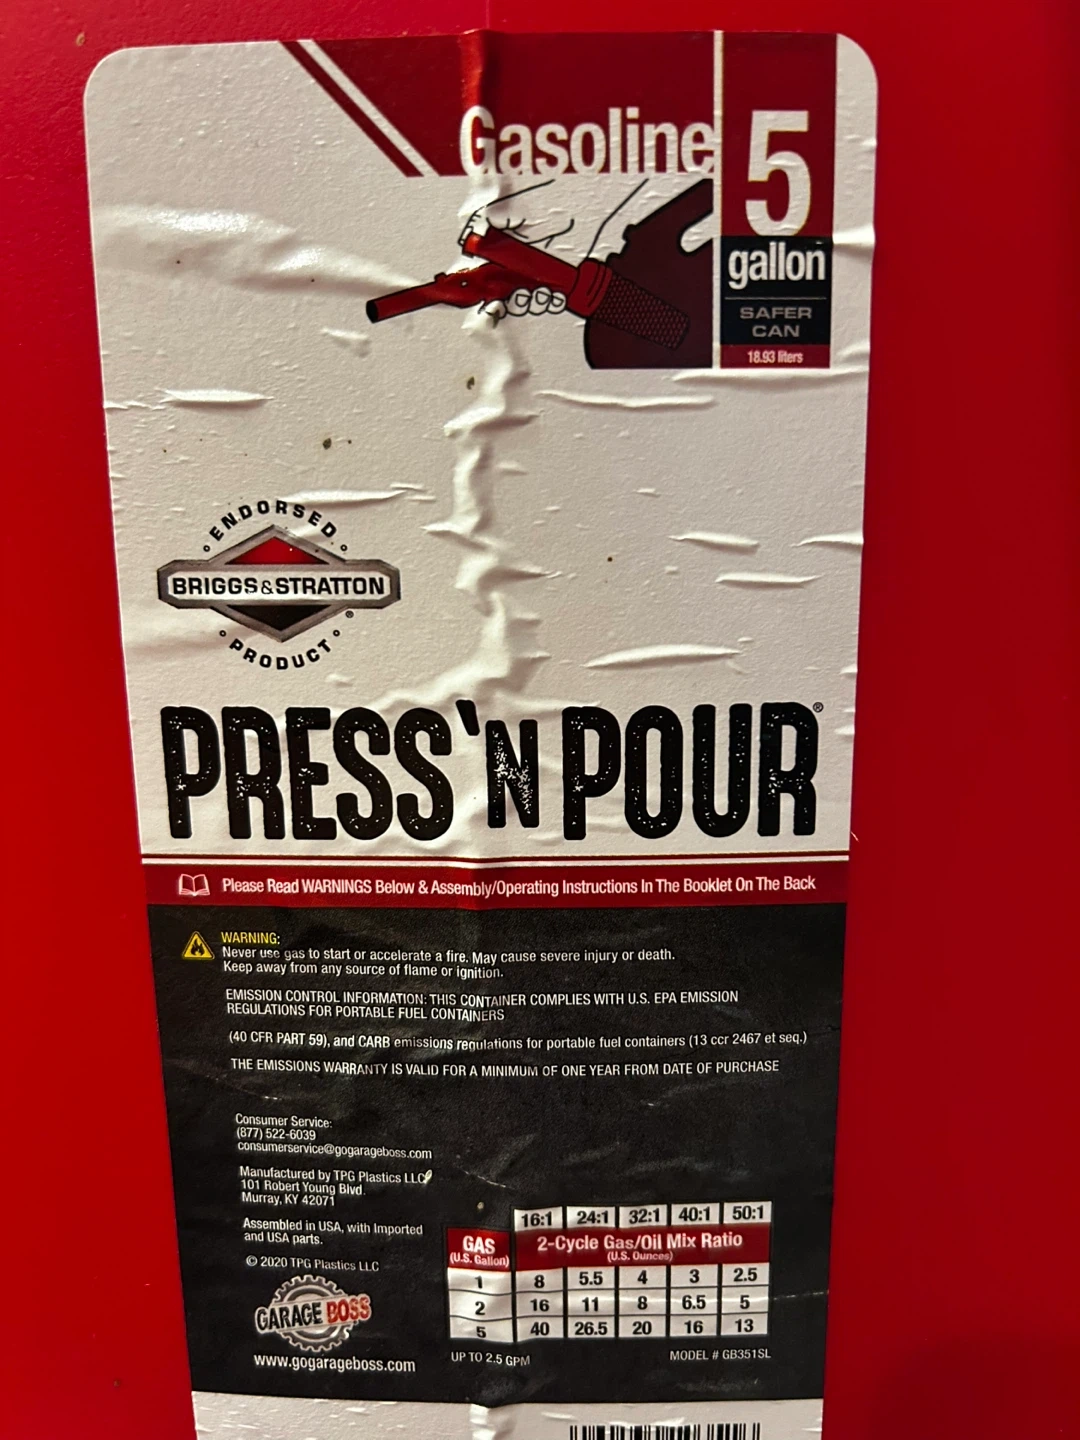 Gasoline
5
gallon
SAFER
CAN
18.93 liters
ENDORSED
BRIGGS&STRATTON
®
PRODUCT
PRESS'N POUR®
Please Read WARNINGS Below & Assembly/Operating Instructions In The Booklet On The Back
WARNING:
Never use gas to start or accelerate a fire. May cause severe injury or death.
Keep away from any source of flame or ignition.
EMISSION CONTROL INFORMATION: THIS CONTAINER COMPLIES WITH U.S. EPA EMISSION
REGULATIONS FOR PORTABLE FUEL CONTAINERS
(40 CFR PART 59), and CARB emissions regulations for portable fuel containers (13 ccr 2467 et seq.)
THE EMISSIONS WARRANTY IS VALID FOR A MINIMUM OF ONE YEAR FROM DATE OF PURCHASE
Consumer Service:
(877) 522-6039
consumerservice@gogarageboss.com
Manufactured by TPG Plastics LLC
101 Robert Young Blvd.
Murray, KY 42071
Assembled in USA, with Imported
and USA parts.
© 2020 TPG Plastics LLC
GARAGE BOSS
www.gogarageboss.com
16:1 24:1 32:1 40:1 50:1
GAS
(U.S. Gallon)
2-Cycle Gas/Oil Mix Ratio
(U.S. Ounces)
1 8 5.5 4 3 2.5
2 16 11 8 6.5 5
5 40 26.5 20 16 13
UP TO 2.5 GPM
MODEL # GB351SL